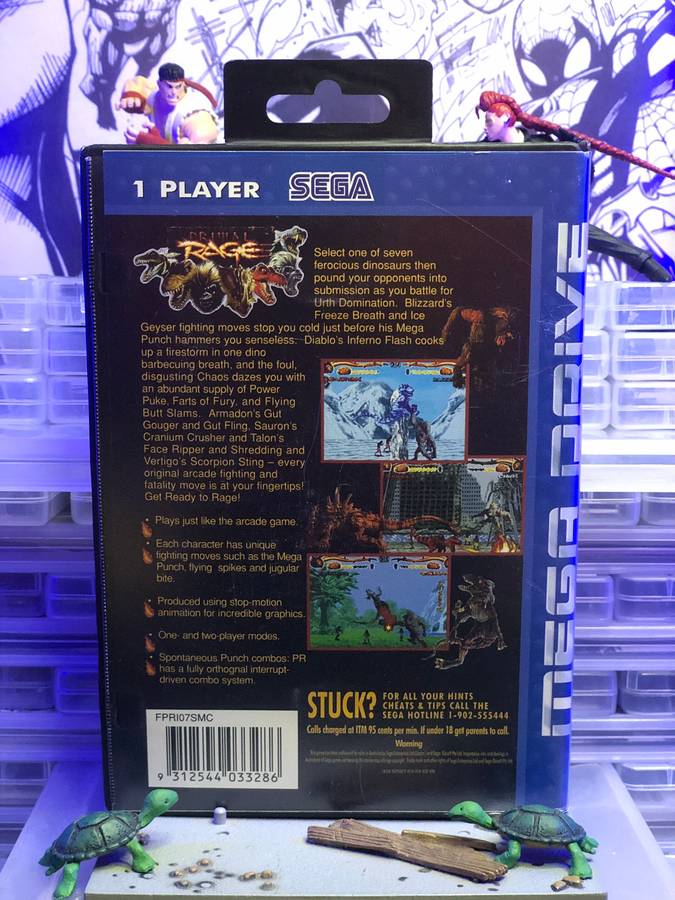 1 PLAYER SEGA
PRIMAL
RAGE
Select one of seven
ferocious dinosaurs then
pound your opponents into
submission as you battle for
Urth Domination. Blizzard's
Freeze Breath and Ice
Geyser fighting moves stop you cold just before his Mega
Punch hammers you senseless. Diablo's Inferno Flash cooks
up a firestorm in one dino
barbecuing breath, and the foul,
disgusting Chaos dazes you with
an abundant supply of Power
Puke, Farts of Fury, and Flying
Butt Slams. Armadon's Gut
Gouger and Gut Fling, Sauron's
Cranium Crusher and Talon's
Face Ripper and Shredding and
Vertigo's Scorpion Sting – every
original arcade fighting and
fatality move is at your fingertips!
Get Ready to Rage!
Plays just like the arcade game.
Each character has unique
fighting moves such as the Mega
Punch, flying spikes and jugular
bite.
Produced using stop-motion
animation for incredible graphics.
One- and two-player modes.
Spontaneous Punch combos: PR
has a fully orthognal interrupt-
driven combo system.
STUCK? FOR ALL YOUR HINTS
CHEATS & TIPS CALL THE
SEGA HOTLINE 1-902-555444
Calls charged at ITM 95 cents per min. If under 18 get parents to call.
Warning
FPRI07SMC
9 312544 033286
MEGA DRIVE